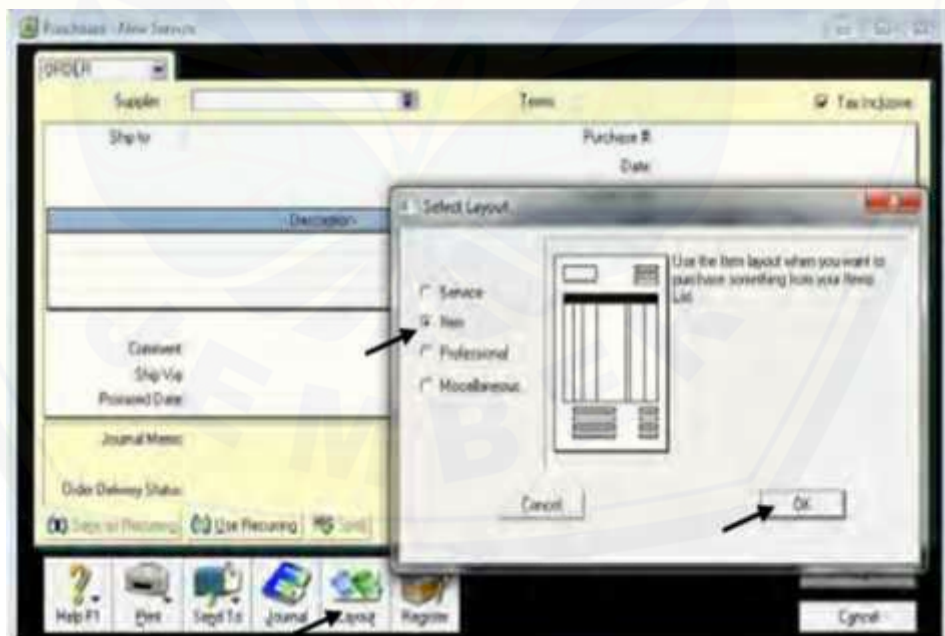 Purchases - New Service
ORDER
Supplier
Terms
Tax Inclusive
Ship to
Purchase #:
Date:
Description
Select Layout
Service
Item
Professional
Miscellaneous
Use the Item layout when you want to
purchase something from your Items
List.
Cancel
OK
Comment:
Ship Via:
Promised Date:
Journal Memo:
Order Delivery Status:
Save as Recurring
Use Recurring
Help F1
Print
Send To
Journal
Layout
Register
Cancel